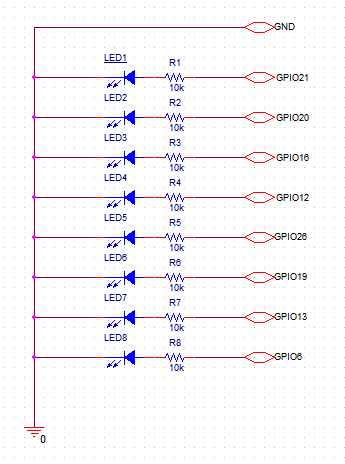 GND
LED1 R1 GPIO21
10k
LED2 R2 GPIO20
10k
LED3 R3 GPIO16
10k
LED4 R4 GPIO12
10k
LED5 R5 GPIO26
10k
LED6 R6 GPIO19
10k
LED7 R7 GPIO13
10k
LED8 R8 GPIO6
10k
0